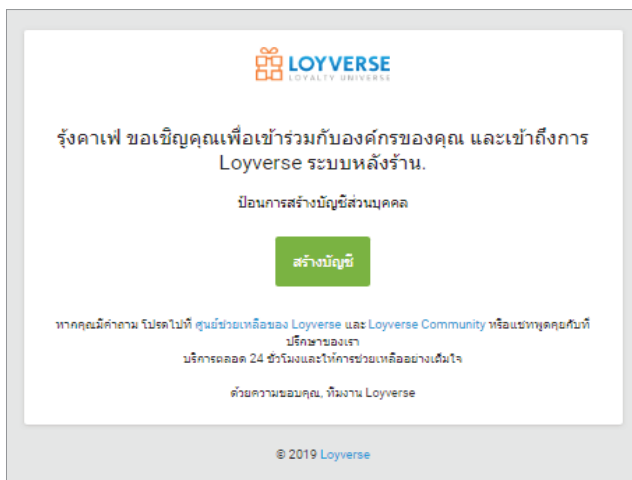 LOYVERSE
LOYALTY UNIVERSE
รุ้งคาเฟ่ ขอเชิญคุณเพื่อเข้าร่วมกับองค์กรของคุณ และเข้าถึงการ
Loyverse ระบบหลังร้าน.
ป้อนการสร้างบัญชีส่วนบุคคล
สร้างบัญชี
หากคุณมีคำถาม โปรดไปที่ ศูนย์ช่วยเหลือของ Loyverse และ Loyverse Community หรือแชทพูดคุยกับที่
ปรึกษาของเรา
บริการตลอด 24 ชั่วโมงและให้การช่วยเหลืออย่างเต็มใจ
ด้วยความขอบคุณ, ทีมงาน Loyverse
© 2019 Loyverse